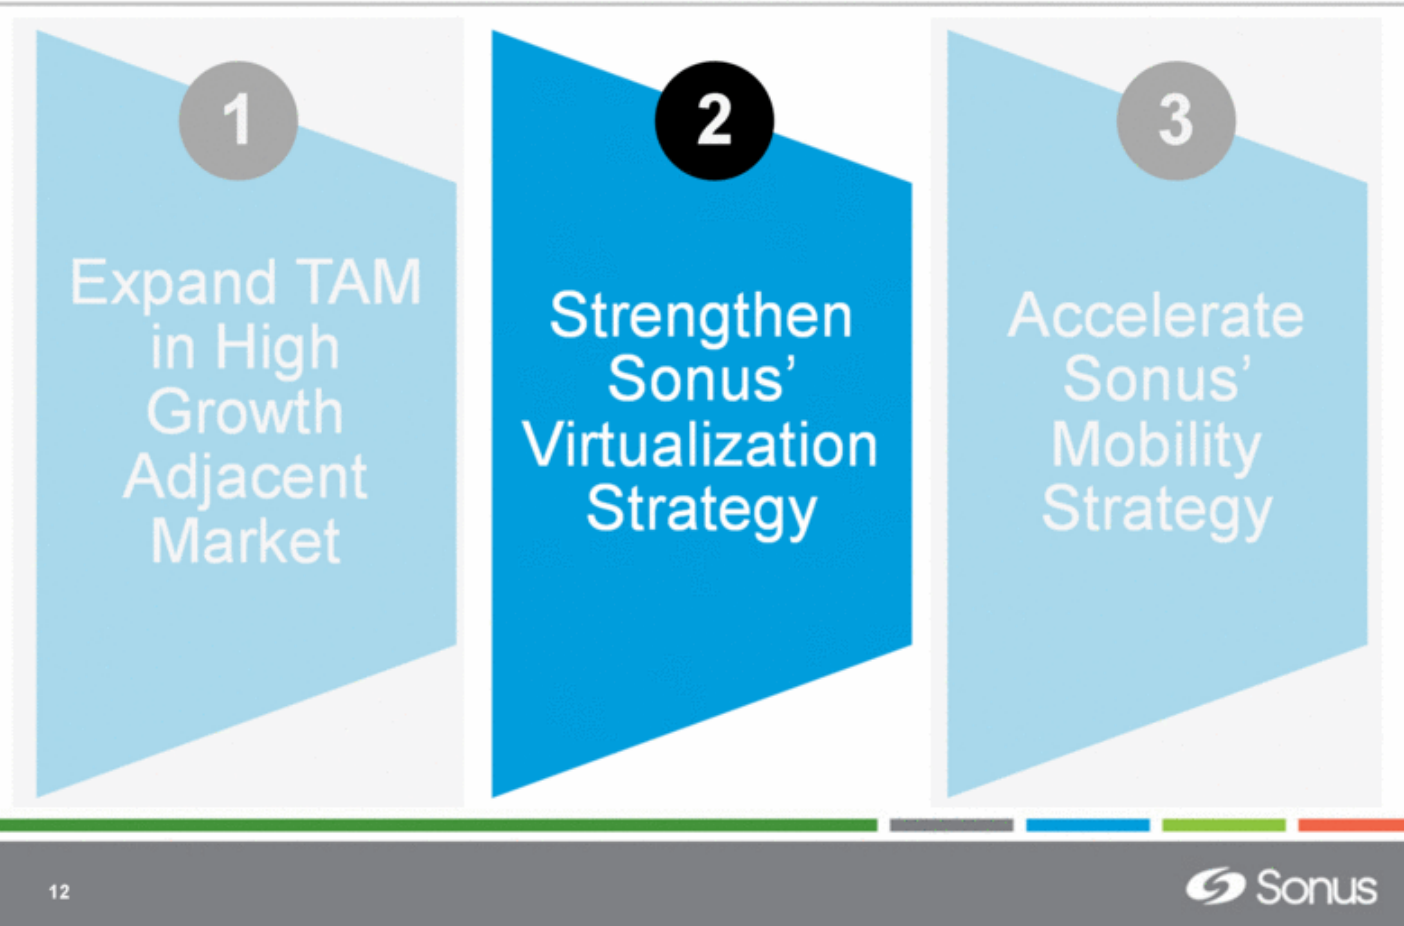 1
Expand TAM
in High
Growth
Adjacent
Market
2
Strengthen
Sonus’
Virtualization
Strategy
3
Accelerate
Sonus’
Mobility
Strategy
12
Sonus